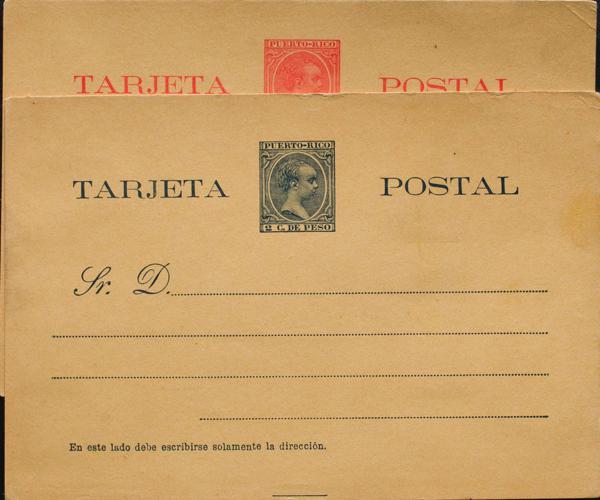 PUERTO-RICO
TARJETA POSTAL
PUERTO-RICO
TARJETA POSTAL
2 C. DE PESO
Sr. D.
En este lado debe escribirse solamente la dirección.